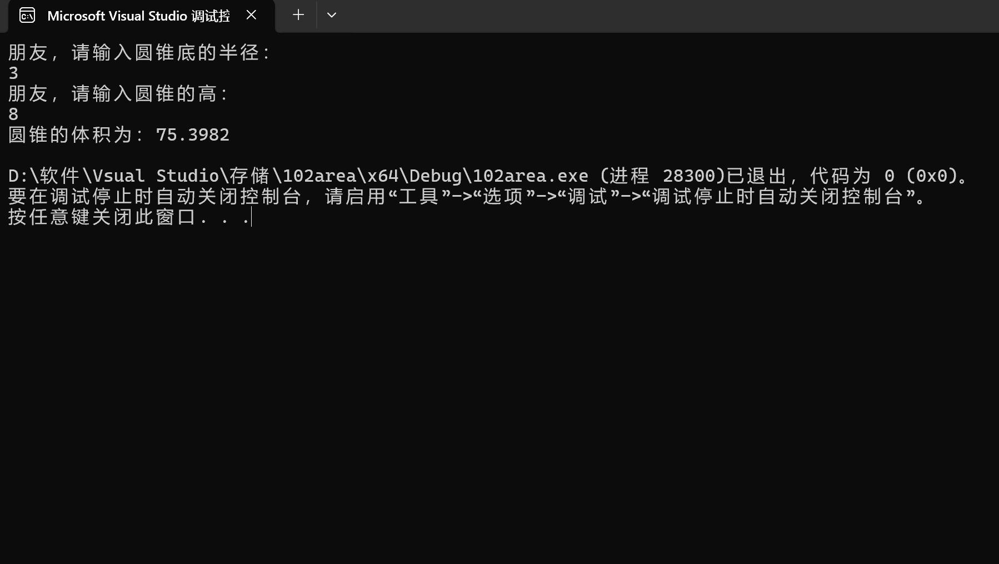 Microsoft Visual Studio 调试控
朋友，请输入圆锥底的半径：
3
朋友，请输入圆锥的高：
8
圆锥的体积为：75.3982
D:\软件\Vsual Studio\存储\102area\x64\Debug\102area.exe (进程 28300)已退出，代码为 0 (0x0)。
要在调试停止时自动关闭控制台，请启用“工具”->“选项”->“调试”->“调试停止时自动关闭控制台”。
按任意键关闭此窗口. . .